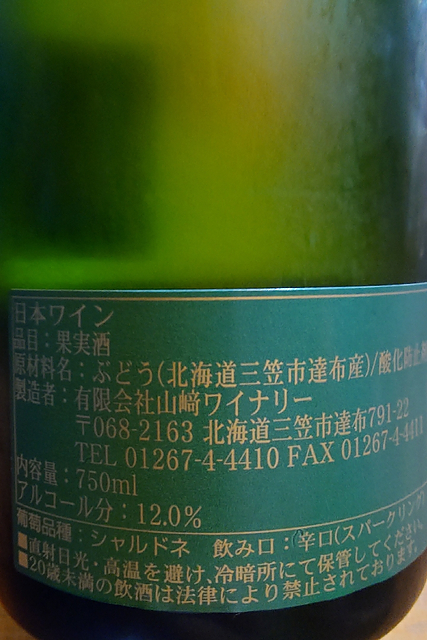 日本ワイン
品目：果実酒
原材料名：ぶどう(北海道三笠市達布産)/酸化防止
製造者：有限会社山﨑ワイナリー
〒068-2163 北海道三笠市達布791-22
TEL 01267-4-4410 FAX 01267-4-4411
内容量：750ml
アルコール分：12.0%
葡萄品種：シャルドネ 飲み口：辛口(スパークリング)
■直射日光・高温を避け、冷暗所にて保管してください。
■20歳未満の飲酒は法律により禁止されております。